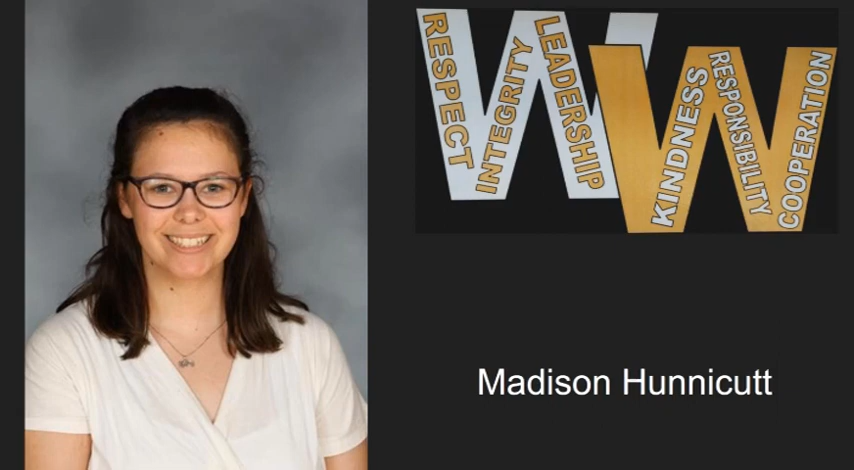 RESPECT
INTEGRITY
LEADERSHIP
KINDNESS
RESPONSIBILITY
COOPERATION
Madison Hunnicutt